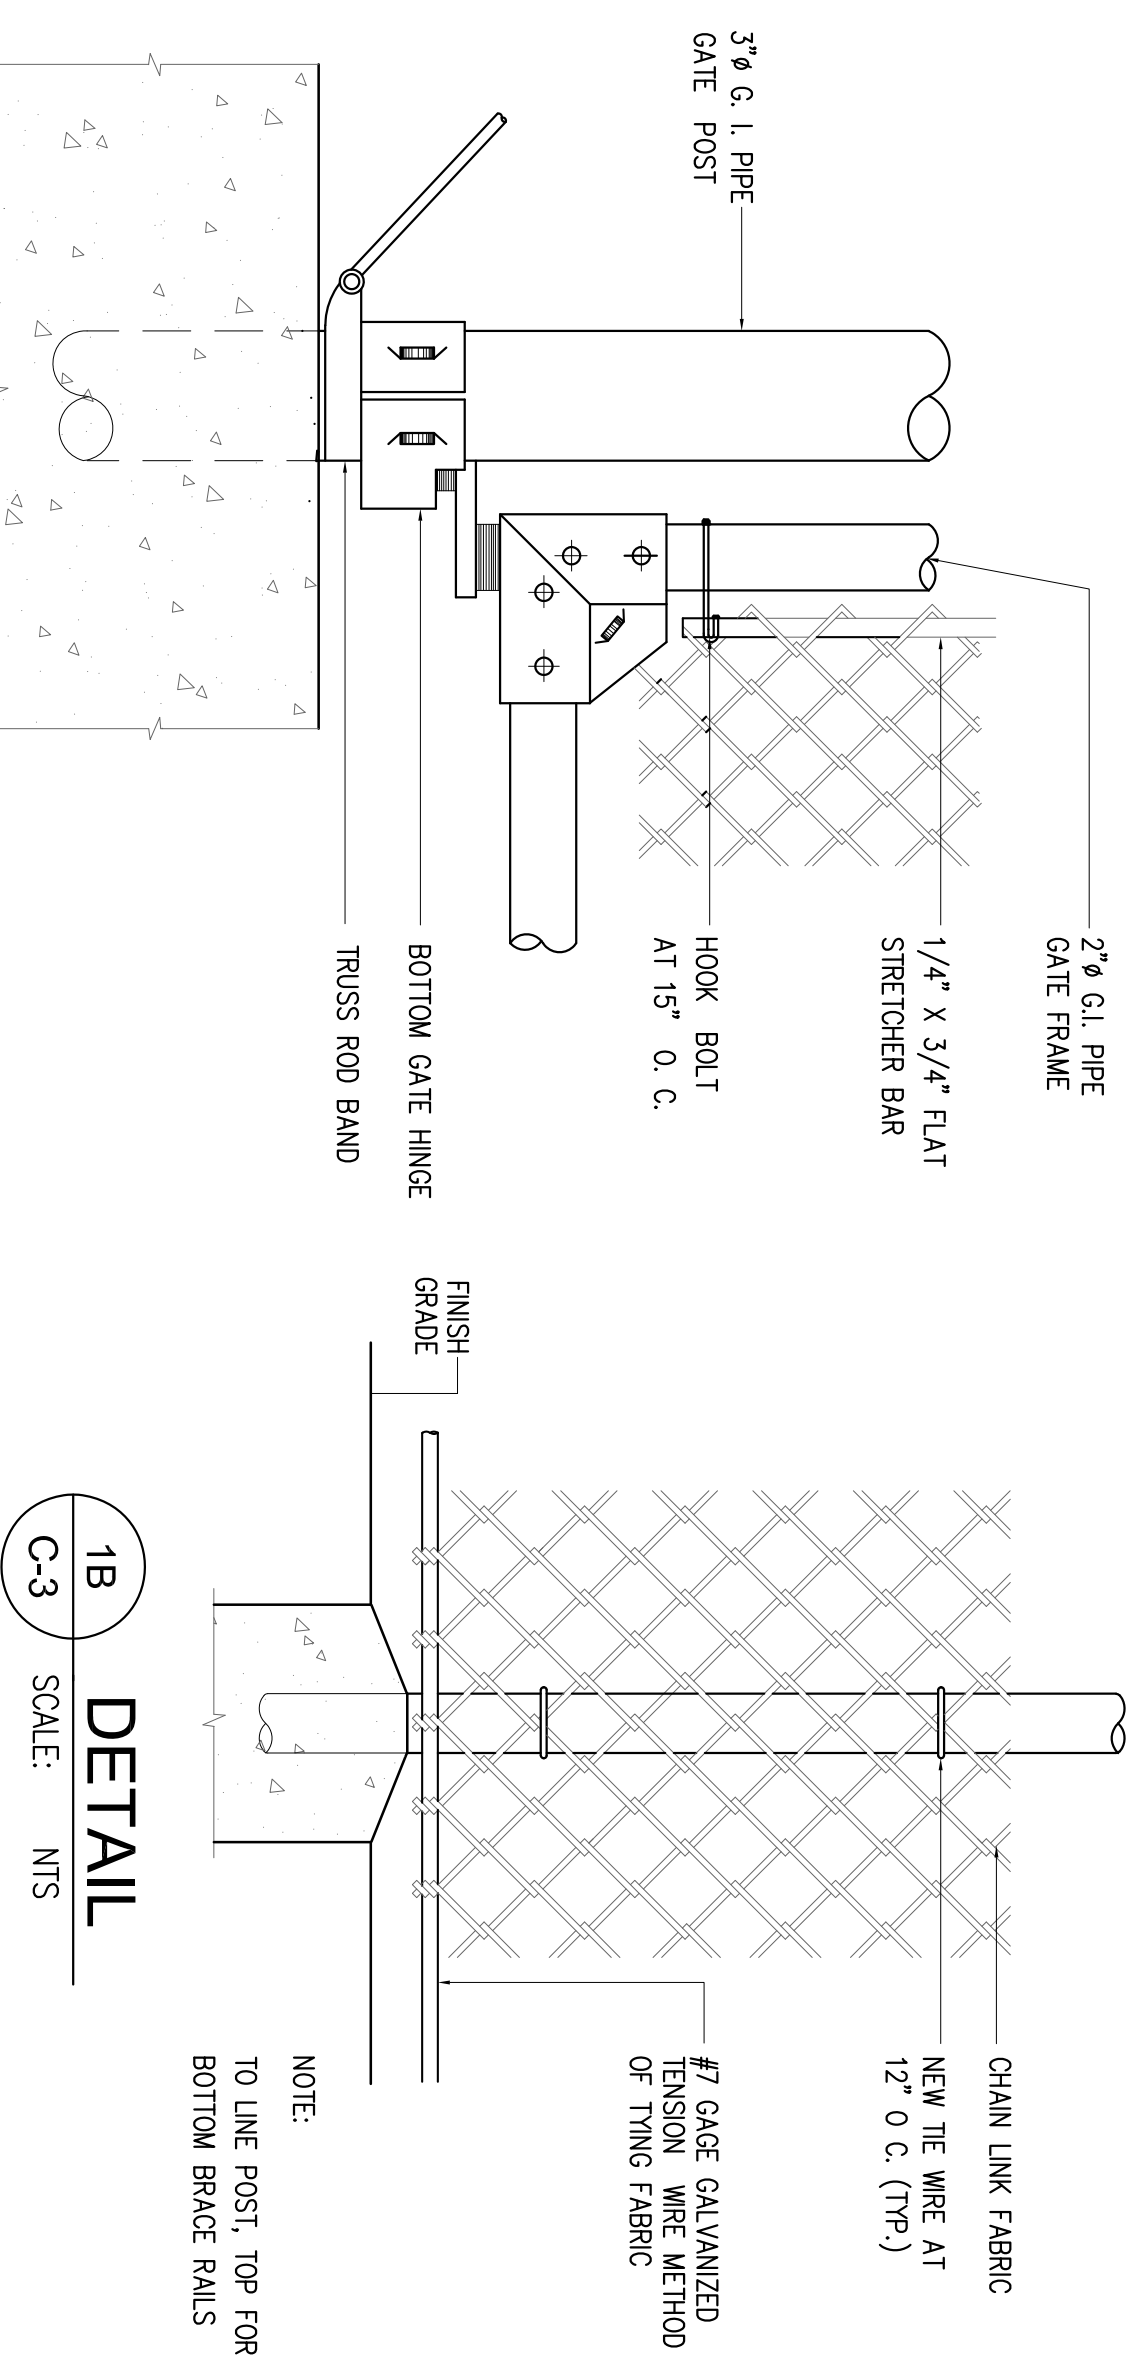 3"ø G. I. PIPE
GATE POST
2"ø G.I. PIPE
GATE FRAME
1/4" X 3/4" FLAT
STRETCHER BAR
HOOK BOLT
AT 15" O. C.
BOTTOM GATE HINGE
TRUSS ROD BAND
FINISH
GRADE
CHAIN LINK FABRIC
NEW TIE WIRE AT
12" O C. (TYP.)
#7 GAGE GALVANIZED
TENSION WIRE METHOD
OF TYING FABRIC
NOTE:
TO LINE POST, TOP FOR
BOTTOM BRACE RAILS
1B
C-3
DETAIL
SCALE: NTS